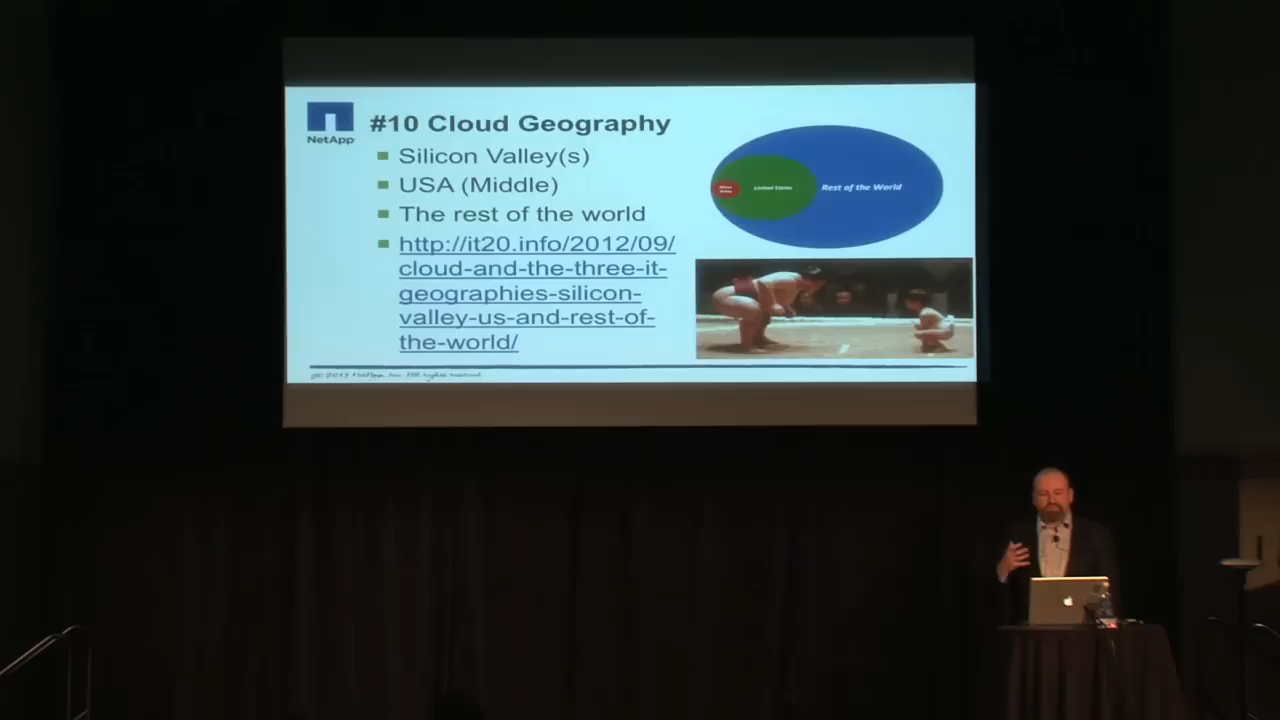 NetApp
#10 Cloud Geography
Silicon Valley(s)
USA (Middle)
The rest of the world
http://it20.info/2012/09/
cloud-and-the-three-it-
geographies-silicon-
valley-us-and-rest-of-
the-world/
Silicon
Valley
United States
Rest of the World